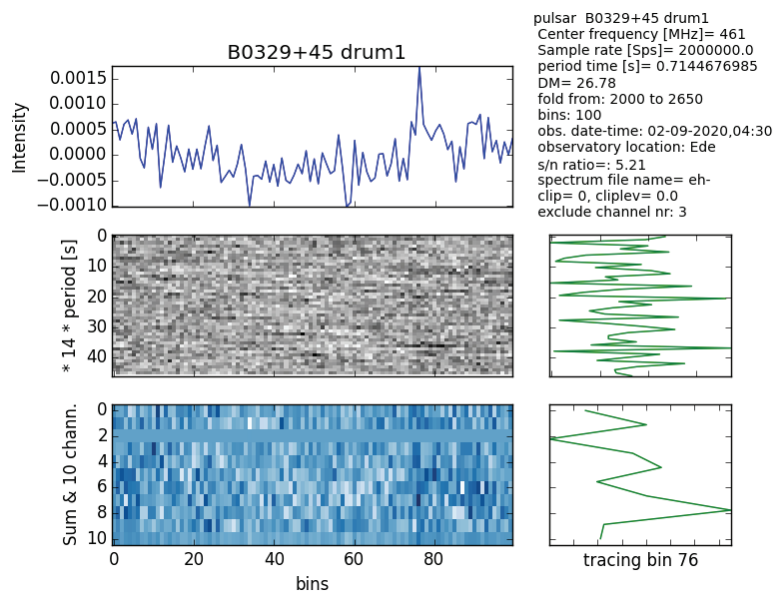 pulsar B0329+45 drum1
Center frequency [MHz]= 461
Sample rate [Sps]= 2000000.0
period time [s]= 0.7144676985
DM= 26.78
fold from: 2000 to 2650
bins: 100
obs. date-time: 02-09-2020,04:30
observatory location: Ede
s/n ratio=: 5.21
spectrum file name= eh-
clip= 0, cliplev= 0.0
exclude channel nr: 3
B0329+45 drum1
Intensity
0.0015
0.0010
0.0005
0.0000
−0.0005
−0.0010
* 14 * period [s]
0
10
20
30
40
Sum & 10 chann.
0
2
4
6
8
10
0 20 40 60 80
bins
tracing bin 76